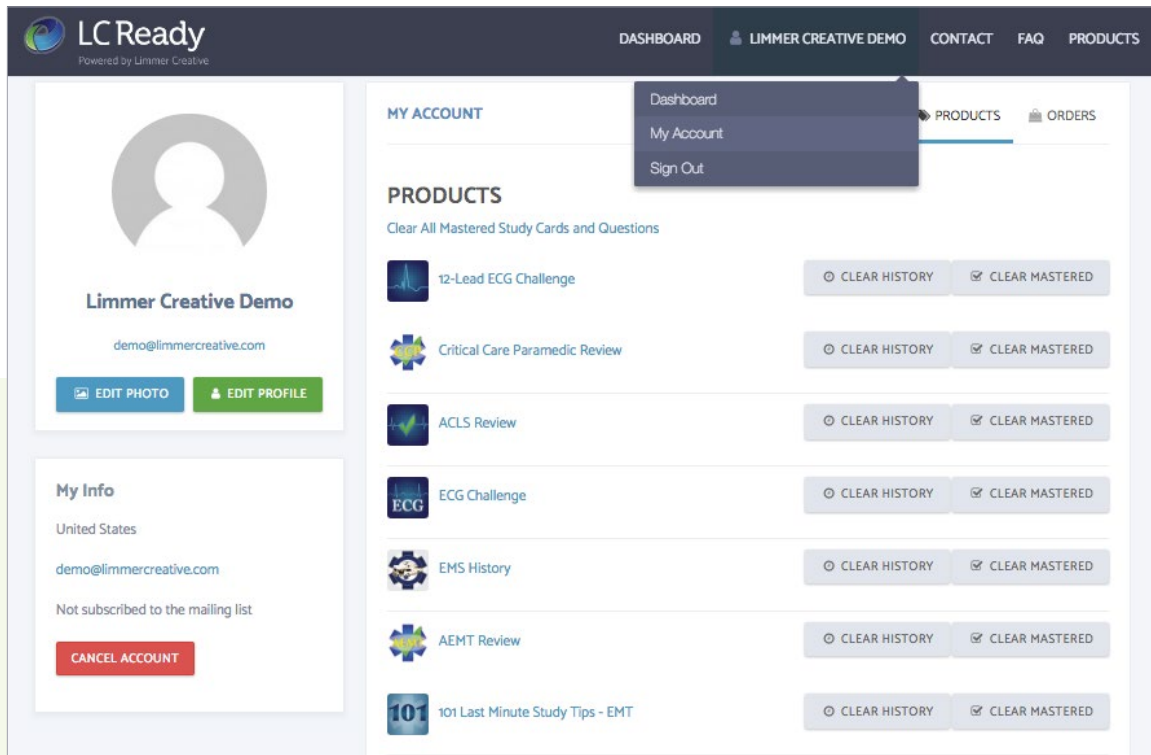 LC Ready
Powered by Limmer Creative
DASHBOARD LIMMER CREATIVE DEMO CONTACT FAQ PRODUCTS
Dashboard
My Account
Sign Out
MY ACCOUNT
PRODUCTS ORDERS
Limmer Creative Demo
demo@limmercreative.com
EDIT PHOTO EDIT PROFILE
My Info
United States
demo@limmercreative.com
Not subscribed to the mailing list
CANCEL ACCOUNT
PRODUCTS
Clear All Mastered Study Cards and Questions
12-Lead ECG Challenge CLEAR HISTORY CLEAR MASTERED
Critical Care Paramedic Review CLEAR HISTORY CLEAR MASTERED
ACLS Review CLEAR HISTORY CLEAR MASTERED
ECG ECG Challenge CLEAR HISTORY CLEAR MASTERED
EMS History CLEAR HISTORY CLEAR MASTERED
AEMT Review CLEAR HISTORY CLEAR MASTERED
101 101 Last Minute Study Tips - EMT CLEAR HISTORY CLEAR MASTERED